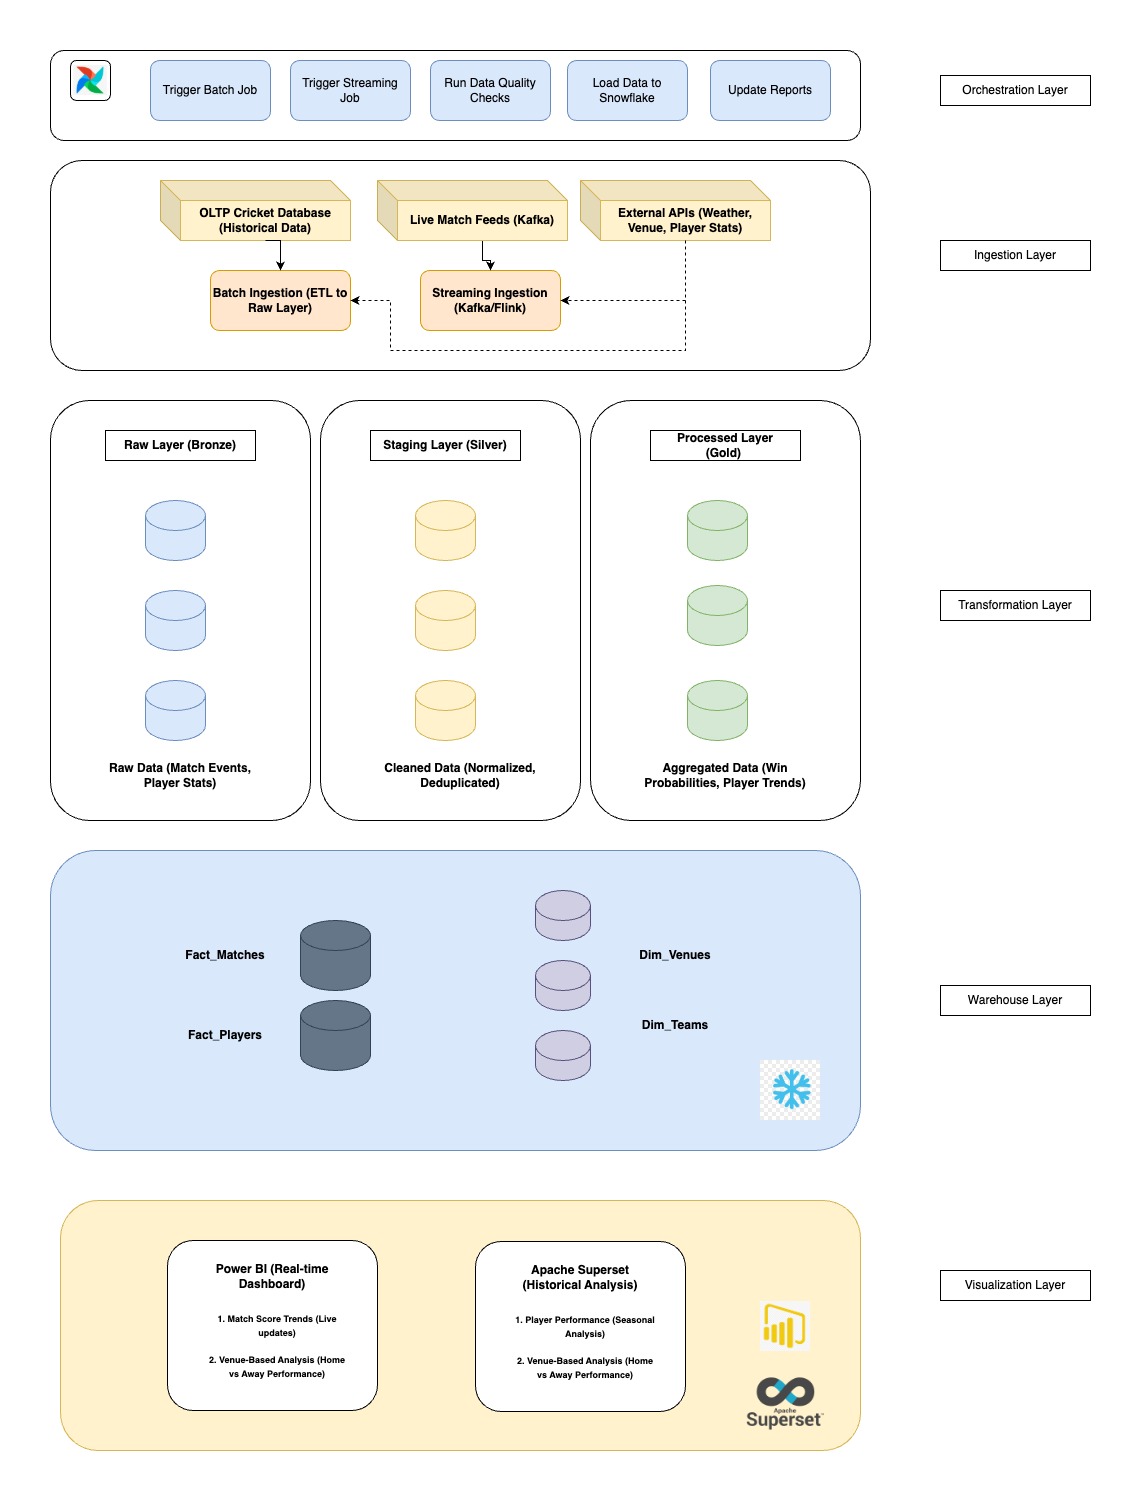 Trigger Batch Job
Trigger Streaming
Job
Run Data Quality
Checks
Load Data to
Snowflake
Update Reports
Orchestration Layer
OLTP Cricket Database
(Historical Data)
Live Match Feeds (Kafka)
External APIs (Weather,
Venue, Player Stats)
Ingestion Layer
Batch Ingestion (ETL to
Raw Layer)
Streaming Ingestion
(Kafka/Flink)
Raw Layer (Bronze)
Staging Layer (Silver)
Processed Layer
(Gold)
Transformation Layer
Raw Data (Match Events,
Player Stats)
Cleaned Data (Normalized,
Deduplicated)
Aggregated Data (Win
Probabilities, Player Trends)
Fact_Matches
Dim_Venues
Fact_Players
Dim_Teams
Warehouse Layer
Power BI (Real-time
Dashboard)
1. Match Score Trends (Live
updates)
2. Venue-Based Analysis (Home
vs Away Performance)
Apache Superset
(Historical Analysis)
1. Player Performance (Seasonal
Analysis)
2. Venue-Based Analysis (Home
vs Away Performance)
Visualization Layer
Apache
Superset™